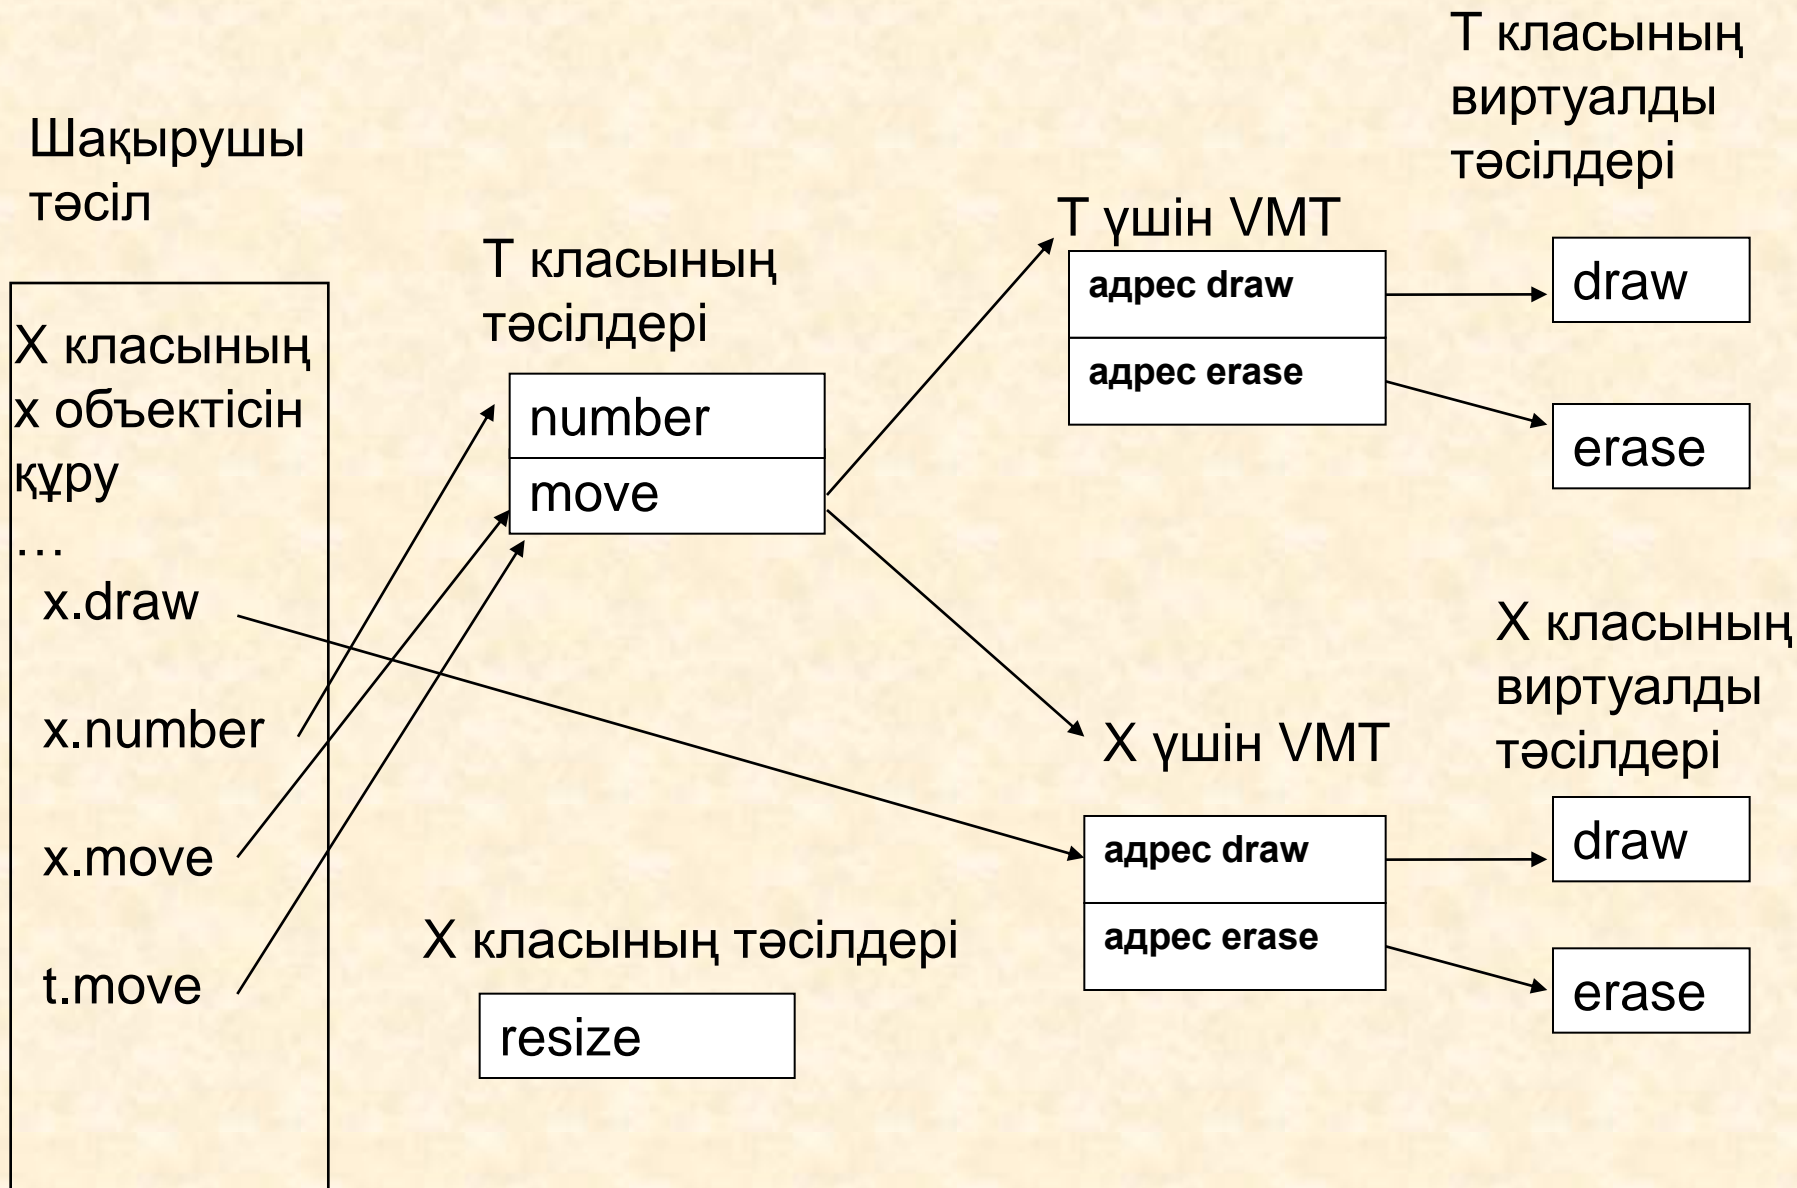 Шақырушы
тәсіл
Х класының
х объектісін
құру
…
x.draw
x.number
x.move
t.move
Т класының
тәсілдері
number
move
Х класының тәсілдері
resize
Т үшін VMT
адрес draw
адрес erase
Х үшін VMT
адрес draw
адрес erase
Т класының
виртуалды
тәсілдері
draw
erase
Х класының
виртуалды
тәсілдері
draw
erase